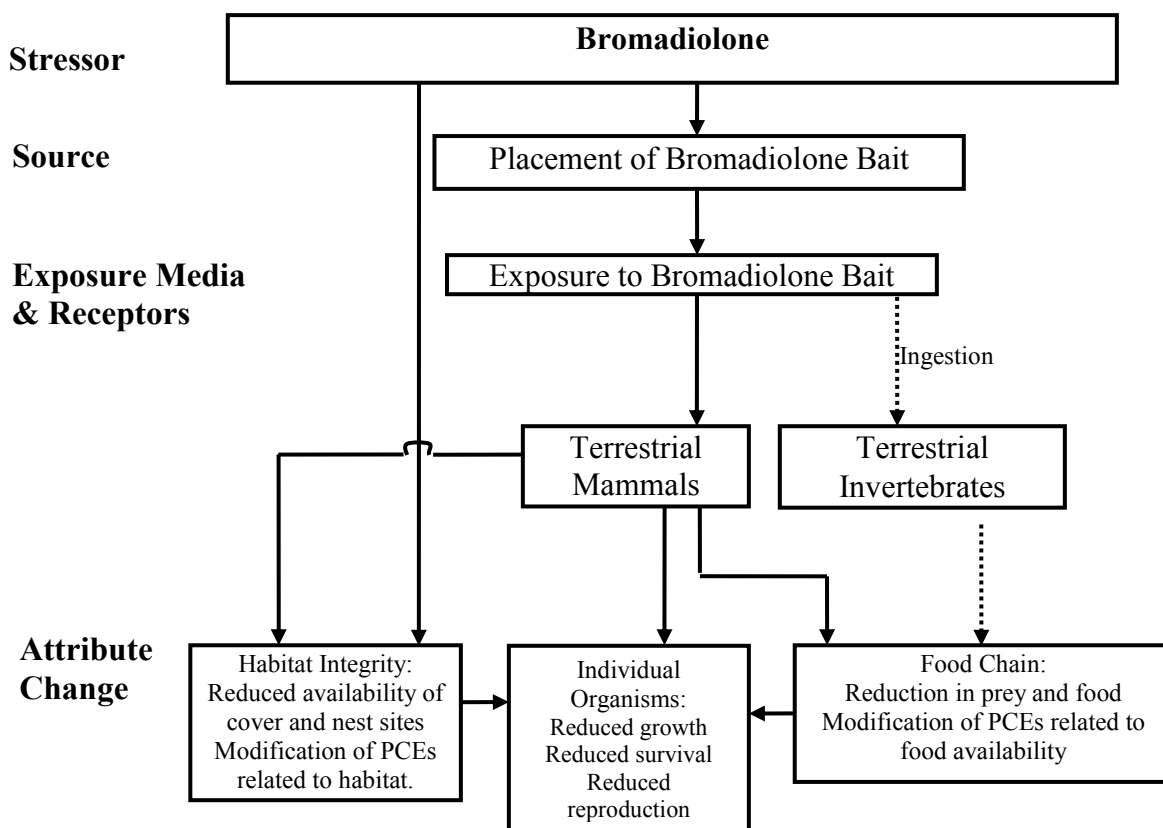 Bromadiolone
Stressor
Source
Placement of Bromadiolone Bait
Exposure Media
& Receptors
Exposure to Bromadiolone Bait
Ingestion
Terrestrial
Mammals
Terrestrial
Invertebrates
Attribute
Change
Habitat Integrity:
Reduced availability of
cover and nest sites
Modification of PCEs
related to habitat.
Individual
Organisms:
Reduced growth
Reduced survival
Reduced
reproduction
Food Chain:
Reduction in prey and food
Modification of PCEs related to
food availability